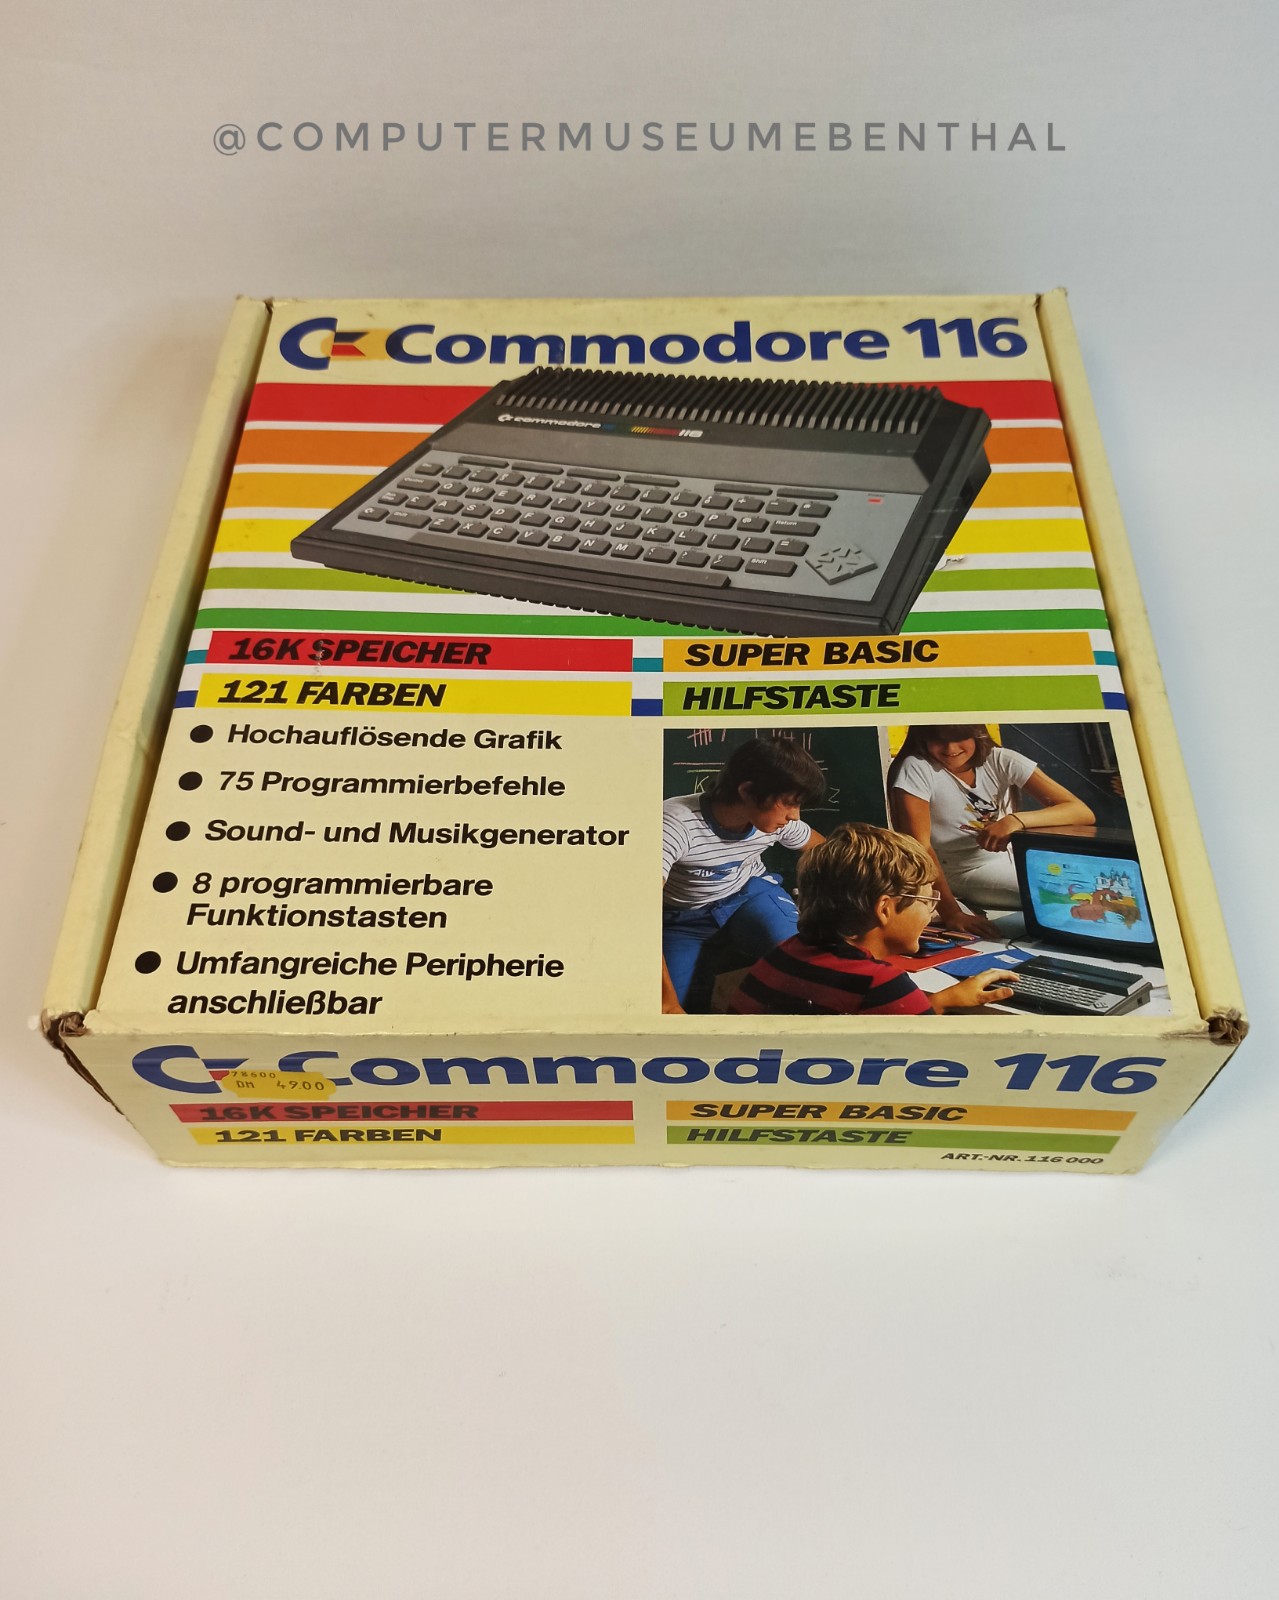 @COMPUTERMUSEUMEBENTHAL
Commodore 116
commodore 116
16K SPEICHER
SUPER BASIC
121 FARBEN
HILFSTASTE
● Hochauflösende Grafik
● 75 Programmierbefehle
● Sound- und Musikgenerator
● 8 programmierbare
Funktionstasten
● Umfangreiche Peripherie
anschließbar
Commodore 116
78600
DM 49.00
16K SPEICHER
SUPER BASIC
121 FARBEN
HILFSTASTE
ART.-NR. 116 000